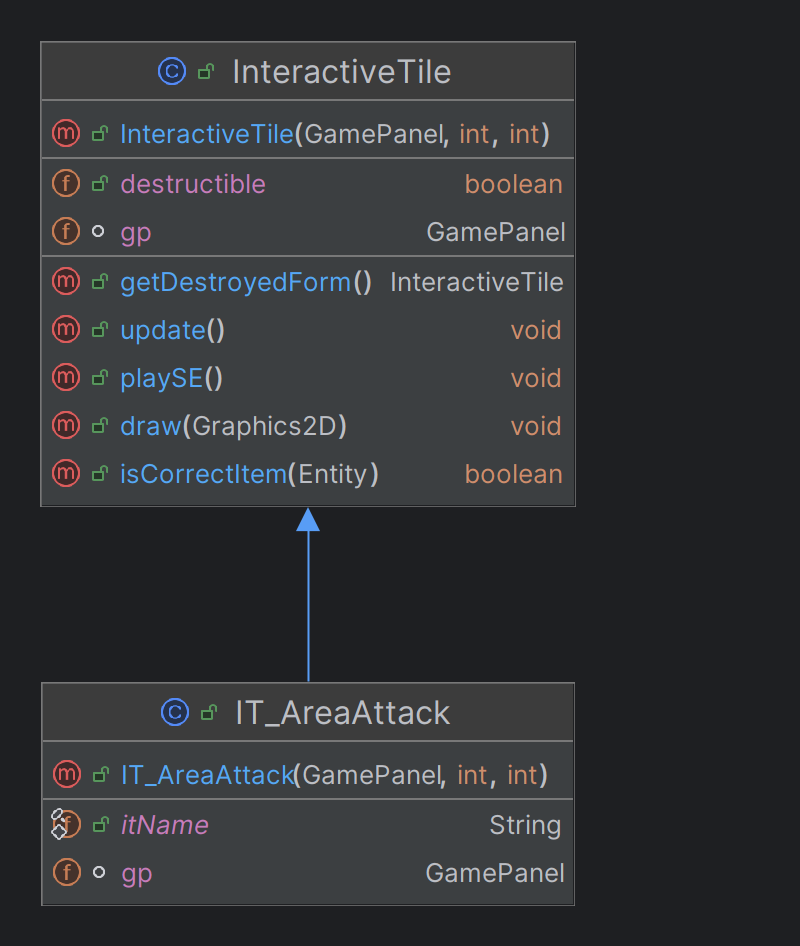 InteractiveTile
InteractiveTile(GamePanel, int, int)
destructible boolean
gp GamePanel
getDestroyedForm() InteractiveTile
update() void
playSE() void
draw(Graphics2D) void
isCorrectItem(Entity) boolean
IT_AreaAttack
IT_AreaAttack(GamePanel, int, int)
itName String
gp GamePanel